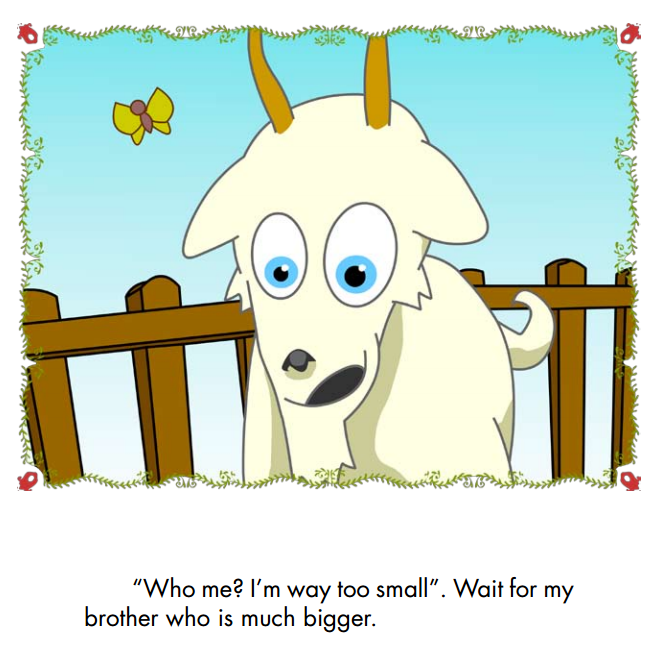 “Who me? I’m way too small”. Wait for my
brother who is much bigger.